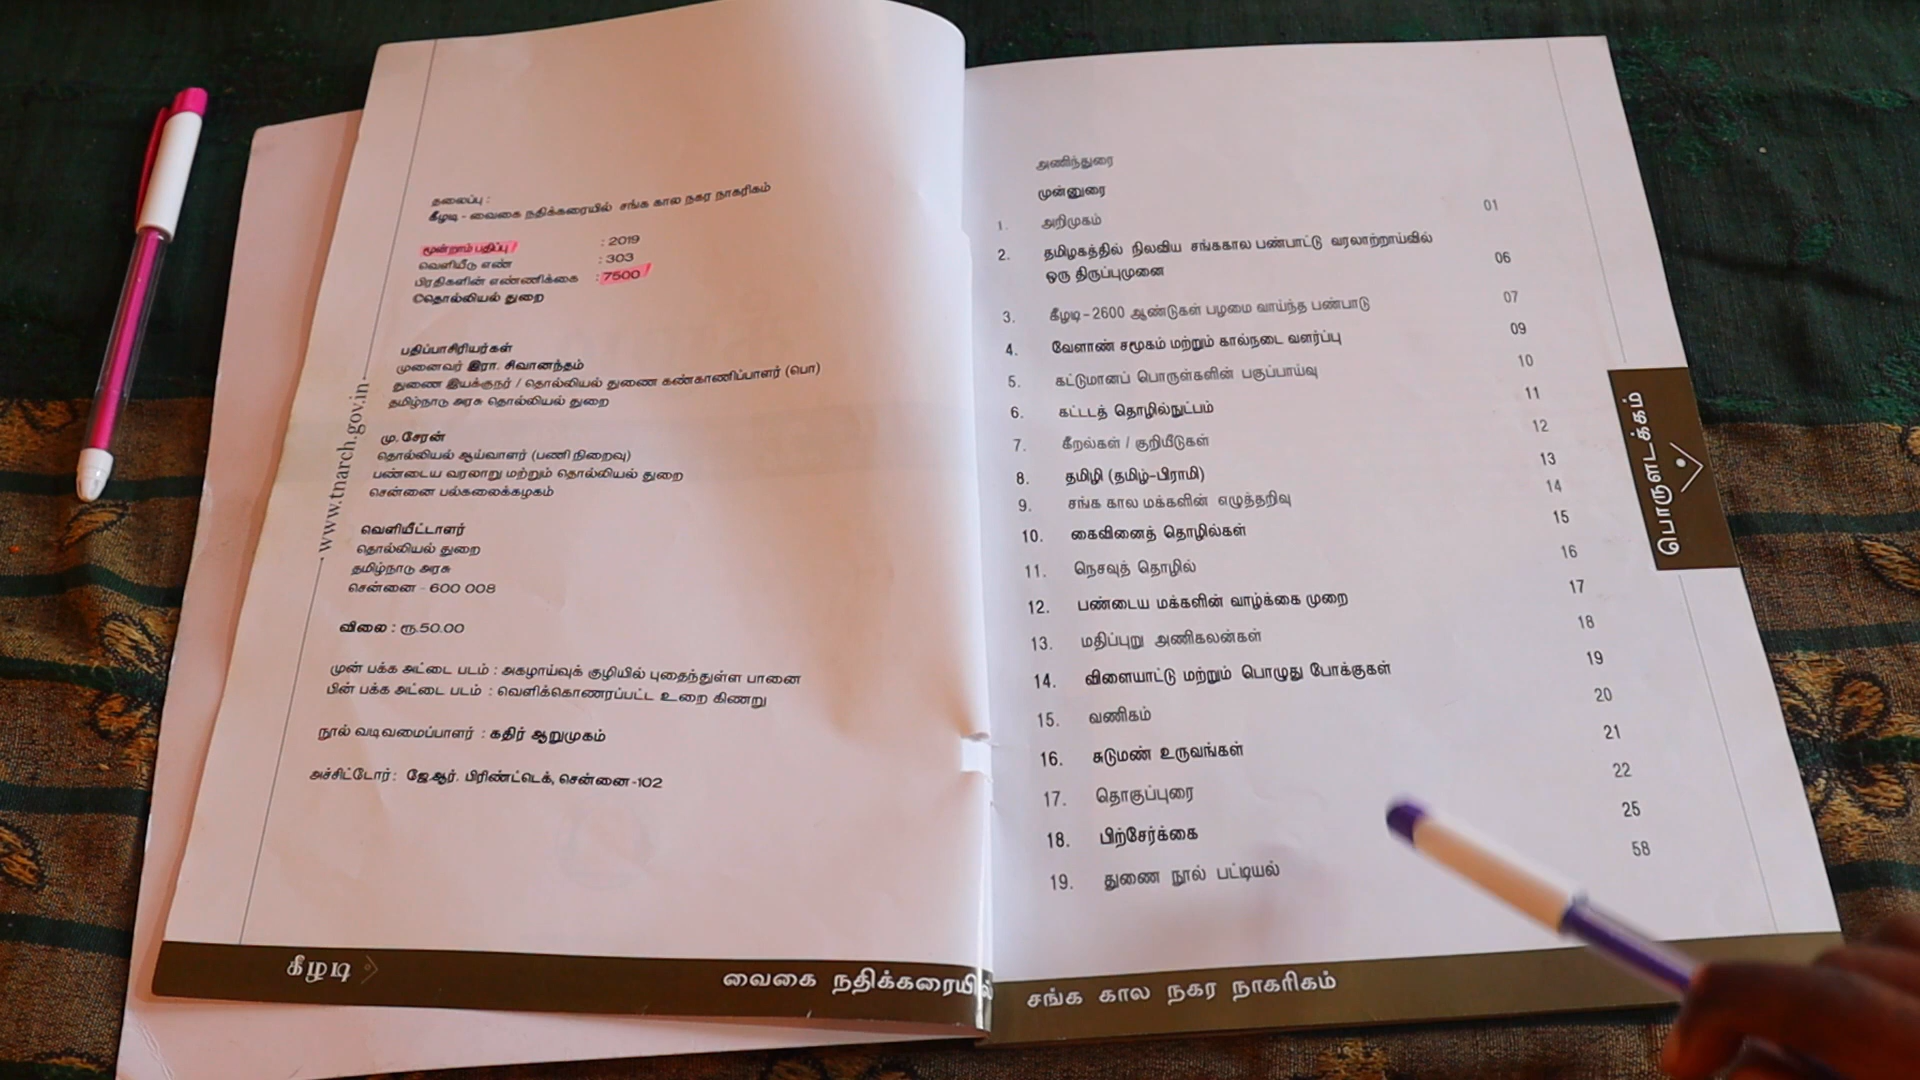 தலைப்பு :
கீழடி - வைகை நதிக்கரையில் சங்க கால நகர நாகரிகம்
மூன்றாம் பதிப்பு : 2019
வெளியீடு எண் : 303
பிரதிகளின் எண்ணிக்கை : 7500
©தொல்லியல் துறை
பதிப்பாசிரியர்கள்
முனைவர் இரா. சிவானந்தம்
துணை இயக்குநர் / தொல்லியல் துணை கண்காணிப்பாளர் (பொ)
தமிழ்நாடு அரசு தொல்லியல் துறை
மு. சேரன்
தொல்லியல் ஆய்வாளர் (பணி நிறைவு)
பண்டைய வரலாறு மற்றும் தொல்லியல் துறை
சென்னை பல்கலைக்கழகம்
வெளியீட்டாளர்
தொல்லியல் துறை
தமிழ்நாடு அரசு
சென்னை - 600 008
விலை : ரூ.50.00
முன் பக்க அட்டை படம் : அகழாய்வுக் குழியில் புதைந்துள்ள பானை
பின் பக்க அட்டை படம் : வெளிக்கொணரப்பட்ட உறை கிணறு
நூல் வடிவமைப்பாளர் : கதிர் ஆறுமுகம்
அச்சிட்டோர் : ஜே.ஆர். பிரிண்ட்டெக், சென்னை-102
www.tnarch.gov.in
கீழடி
வைகை நதிக்கரையில்
அணிந்துரை
முன்னுரை
1. அறிமுகம் 01
2. தமிழகத்தில் நிலவிய சங்ககால பண்பாட்டு வரலாற்றாய்வில்
ஒரு திருப்புமுனை 06
3. கீழடி-2600 ஆண்டுகள் பழமை வாய்ந்த பண்பாடு 07
4. வேளாண் சமூகம் மற்றும் கால்நடை வளர்ப்பு 09
5. கட்டுமானப் பொருள்களின் பகுப்பாய்வு 10
6. கட்டடத் தொழில்நுட்பம் 11
7. கீறல்கள் / குறியீடுகள் 12
8. தமிழி (தமிழ்-பிராமி) 13
9. சங்க கால மக்களின் எழுத்தறிவு 14
10. கைவினைத் தொழில்கள் 15
11. நெசவுத் தொழில் 16
12. பண்டைய மக்களின் வாழ்க்கை முறை 17
13. மதிப்புறு அணிகலன்கள் 18
14. விளையாட்டு மற்றும் பொழுது போக்குகள் 19
15. வணிகம் 20
16. சுடுமண் உருவங்கள் 21
17. தொகுப்புரை 22
18. பிற்சேர்க்கை 25
19. துணை நூல் பட்டியல் 58
பொருளடக்கம்
சங்க கால நகர நாகரிகம்